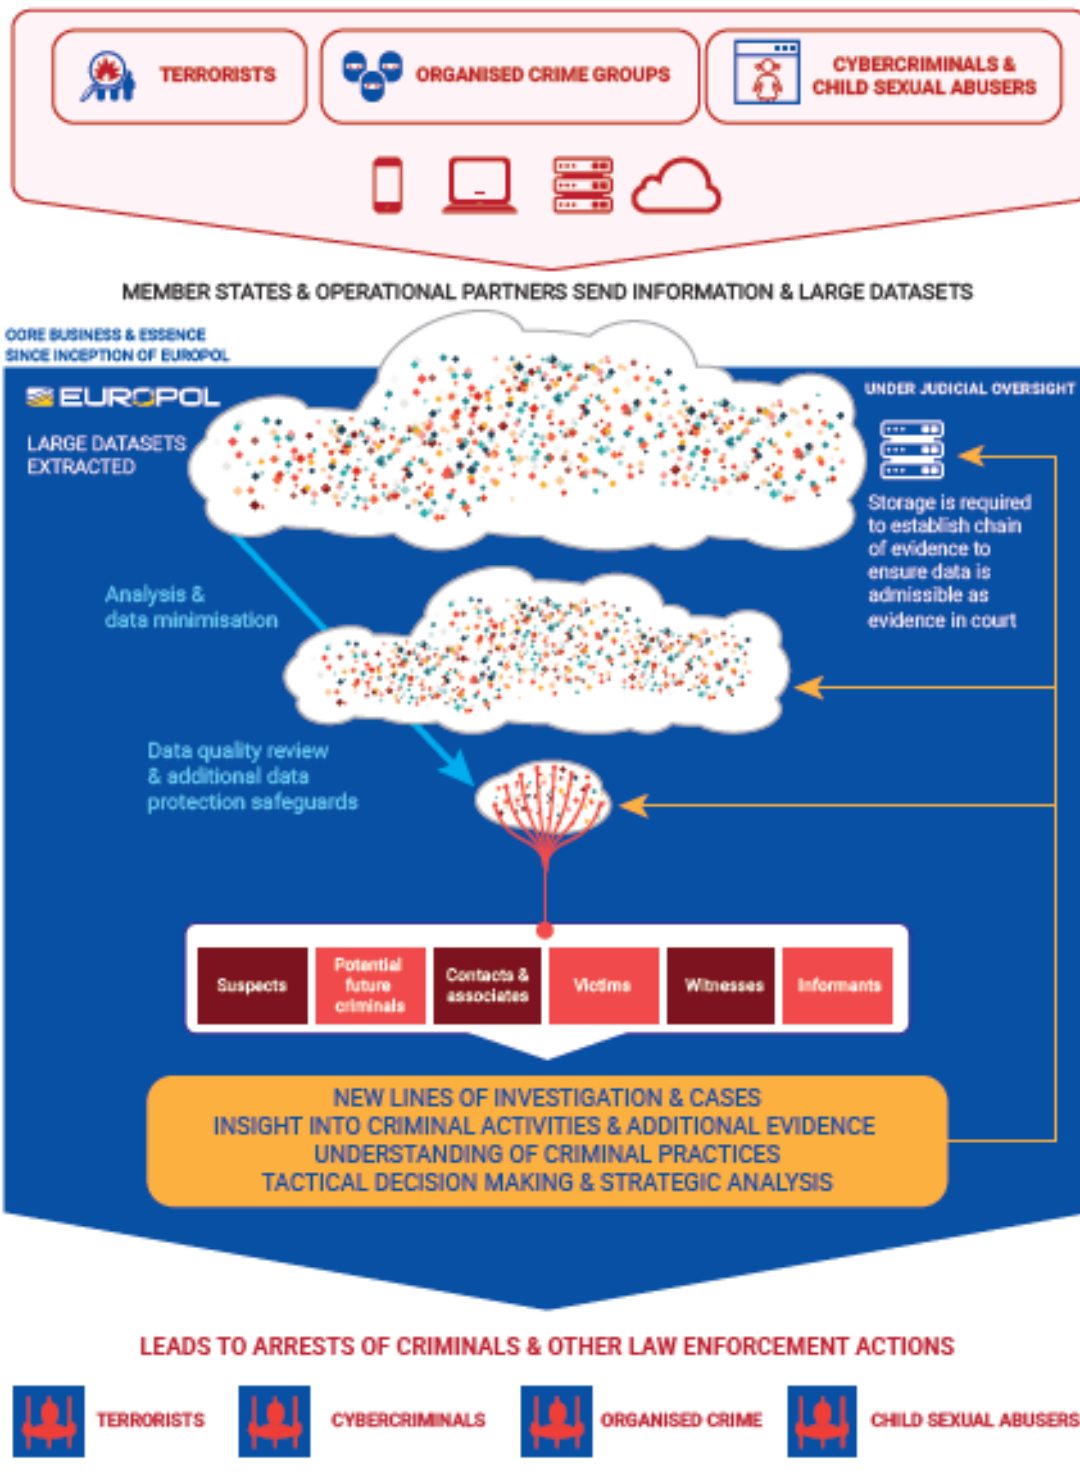 TERRORISTS
ORGANISED CRIME GROUPS
CYBERCRIMINALS &
CHILD SEXUAL ABUSERS
MEMBER STATES & OPERATIONAL PARTNERS SEND INFORMATION & LARGE DATASETS
CORE BUSINESS & ESSENCE
SINCE INCEPTION OF EUROPOL
EUROPOL
UNDER JUDICIAL OVERSIGHT
LARGE DATASETS
EXTRACTED
Storage is required
to establish chain
of evidence to
ensure data is
admissible as
evidence in court
Analysis &
data minimisation
Data quality review
& additional data
protection safeguards
Suspects
Potential
future
criminals
Contacts &
associates
Victims
Witnesses
Informants
NEW LINES OF INVESTIGATION & CASES
INSIGHT INTO CRIMINAL ACTIVITIES & ADDITIONAL EVIDENCE
UNDERSTANDING OF CRIMINAL PRACTICES
TACTICAL DECISION MAKING & STRATEGIC ANALYSIS
LEADS TO ARRESTS OF CRIMINALS & OTHER LAW ENFORCEMENT ACTIONS
TERRORISTS
CYBERCRIMINALS
ORGANISED CRIME
CHILD SEXUAL ABUSERS